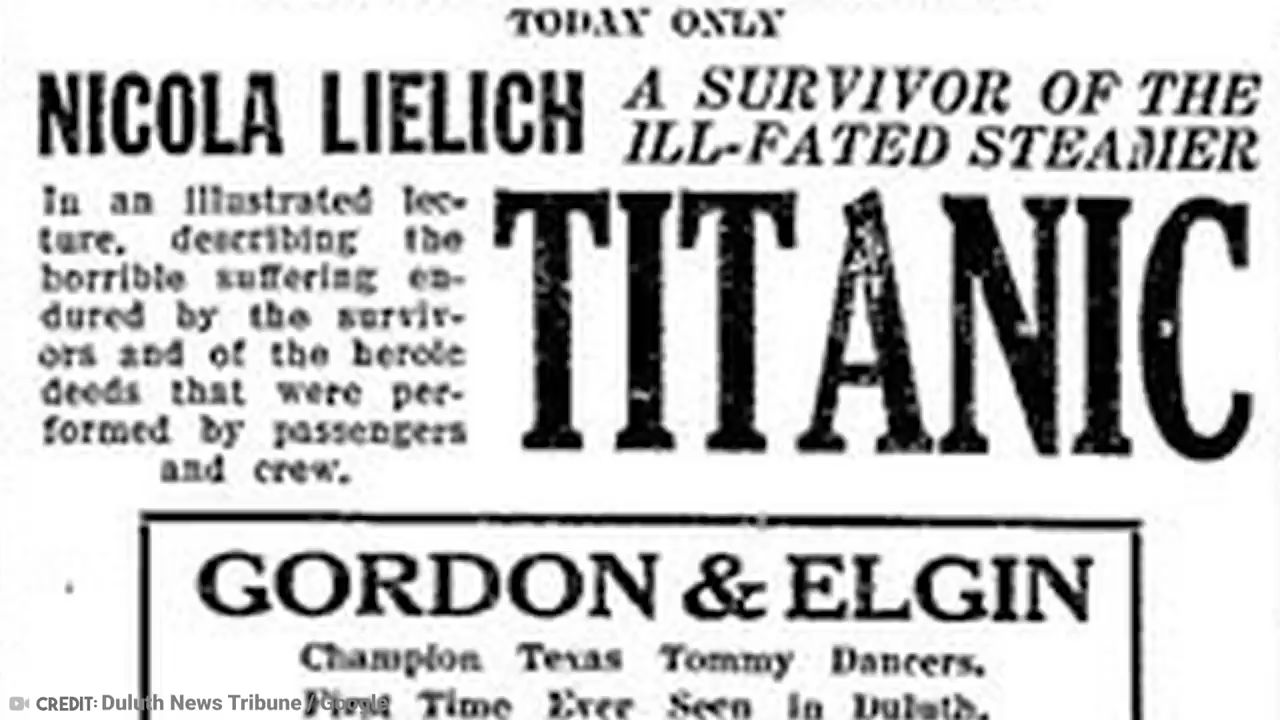 TODAY ONLY
NICOLA LIELICH
A SURVIVOR OF THE
ILL-FATED STEAMER
TITANIC
In an illustrated lec-
ture, describing the
horrible suffering en-
dured by the surviv-
ors and of the heroic
deeds that were per-
formed by passengers
and crew.
GORDON & ELGIN
Champion Texas Tommy Dancers.
First Time Ever Seen in Duluth.
CREDIT: Duluth News Tribune / Google